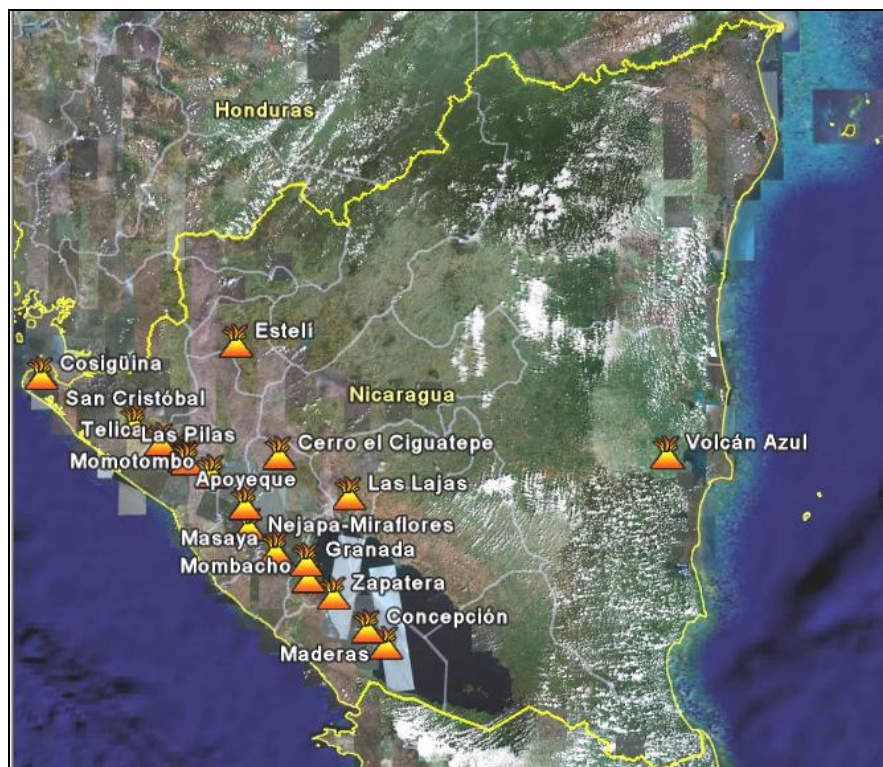 Honduras
Estelí
Cosigüina
Nicaragua
San Cristóbal
Telica
Las Pilas
Cerro el Ciguatepe
Volcán Azul
Momotombo
Apoyeque
Las Lajas
Nejapa-Miraflores
Masaya
Granada
Mombacho
Zapatera
Concepción
Maderas